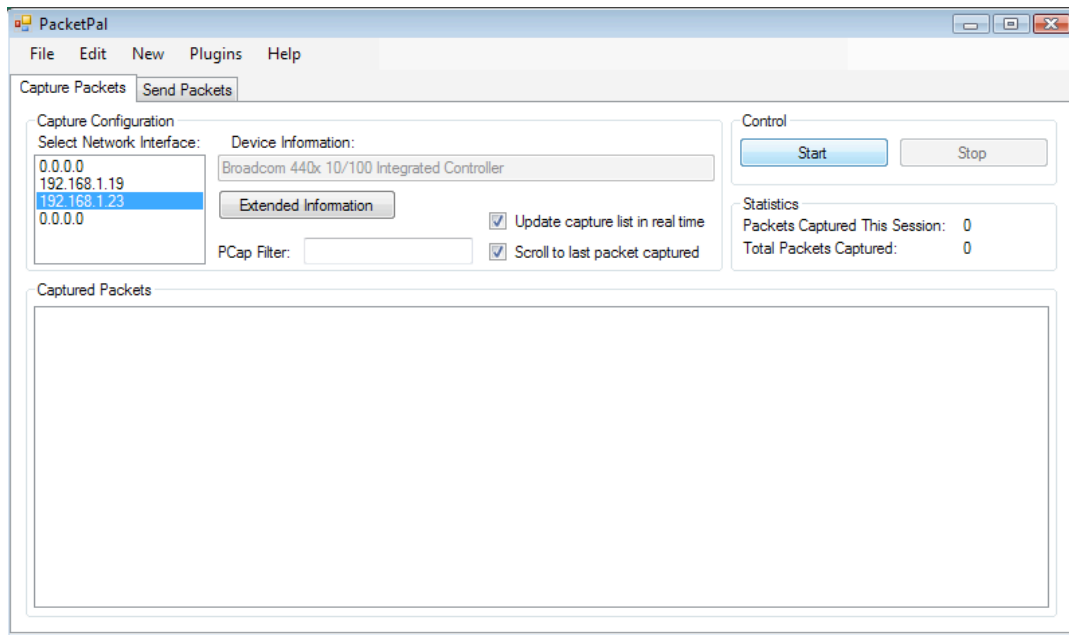 PacketPal
File Edit New Plugins Help
Capture Packets Send Packets
Capture Configuration
Select Network Interface:
0.0.0.0
192.168.1.19
192.168.1.23
0.0.0.0
Device Information:
Broadcom 440x 10/100 Integrated Controller
Extended Information
PCap Filter:
Update capture list in real time
Scroll to last packet captured
Control
Start Stop
Statistics
Packets Captured This Session: 0
Total Packets Captured: 0
Captured Packets